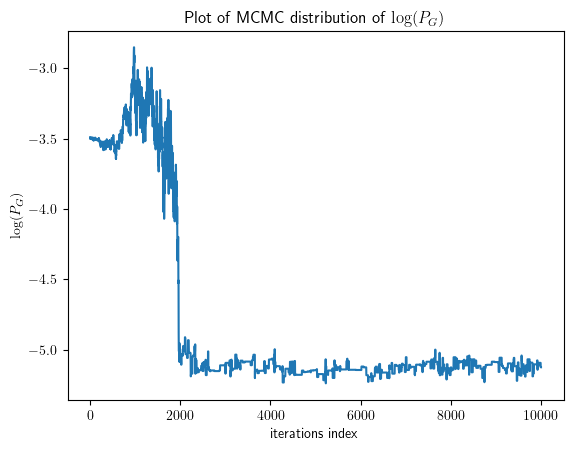 Plot of MCMC distribution of log(P_G)
−3.0
−3.5
−4.0
−4.5
−5.0
log(P_G)
0 2000 4000 6000 8000 10000
iterations index